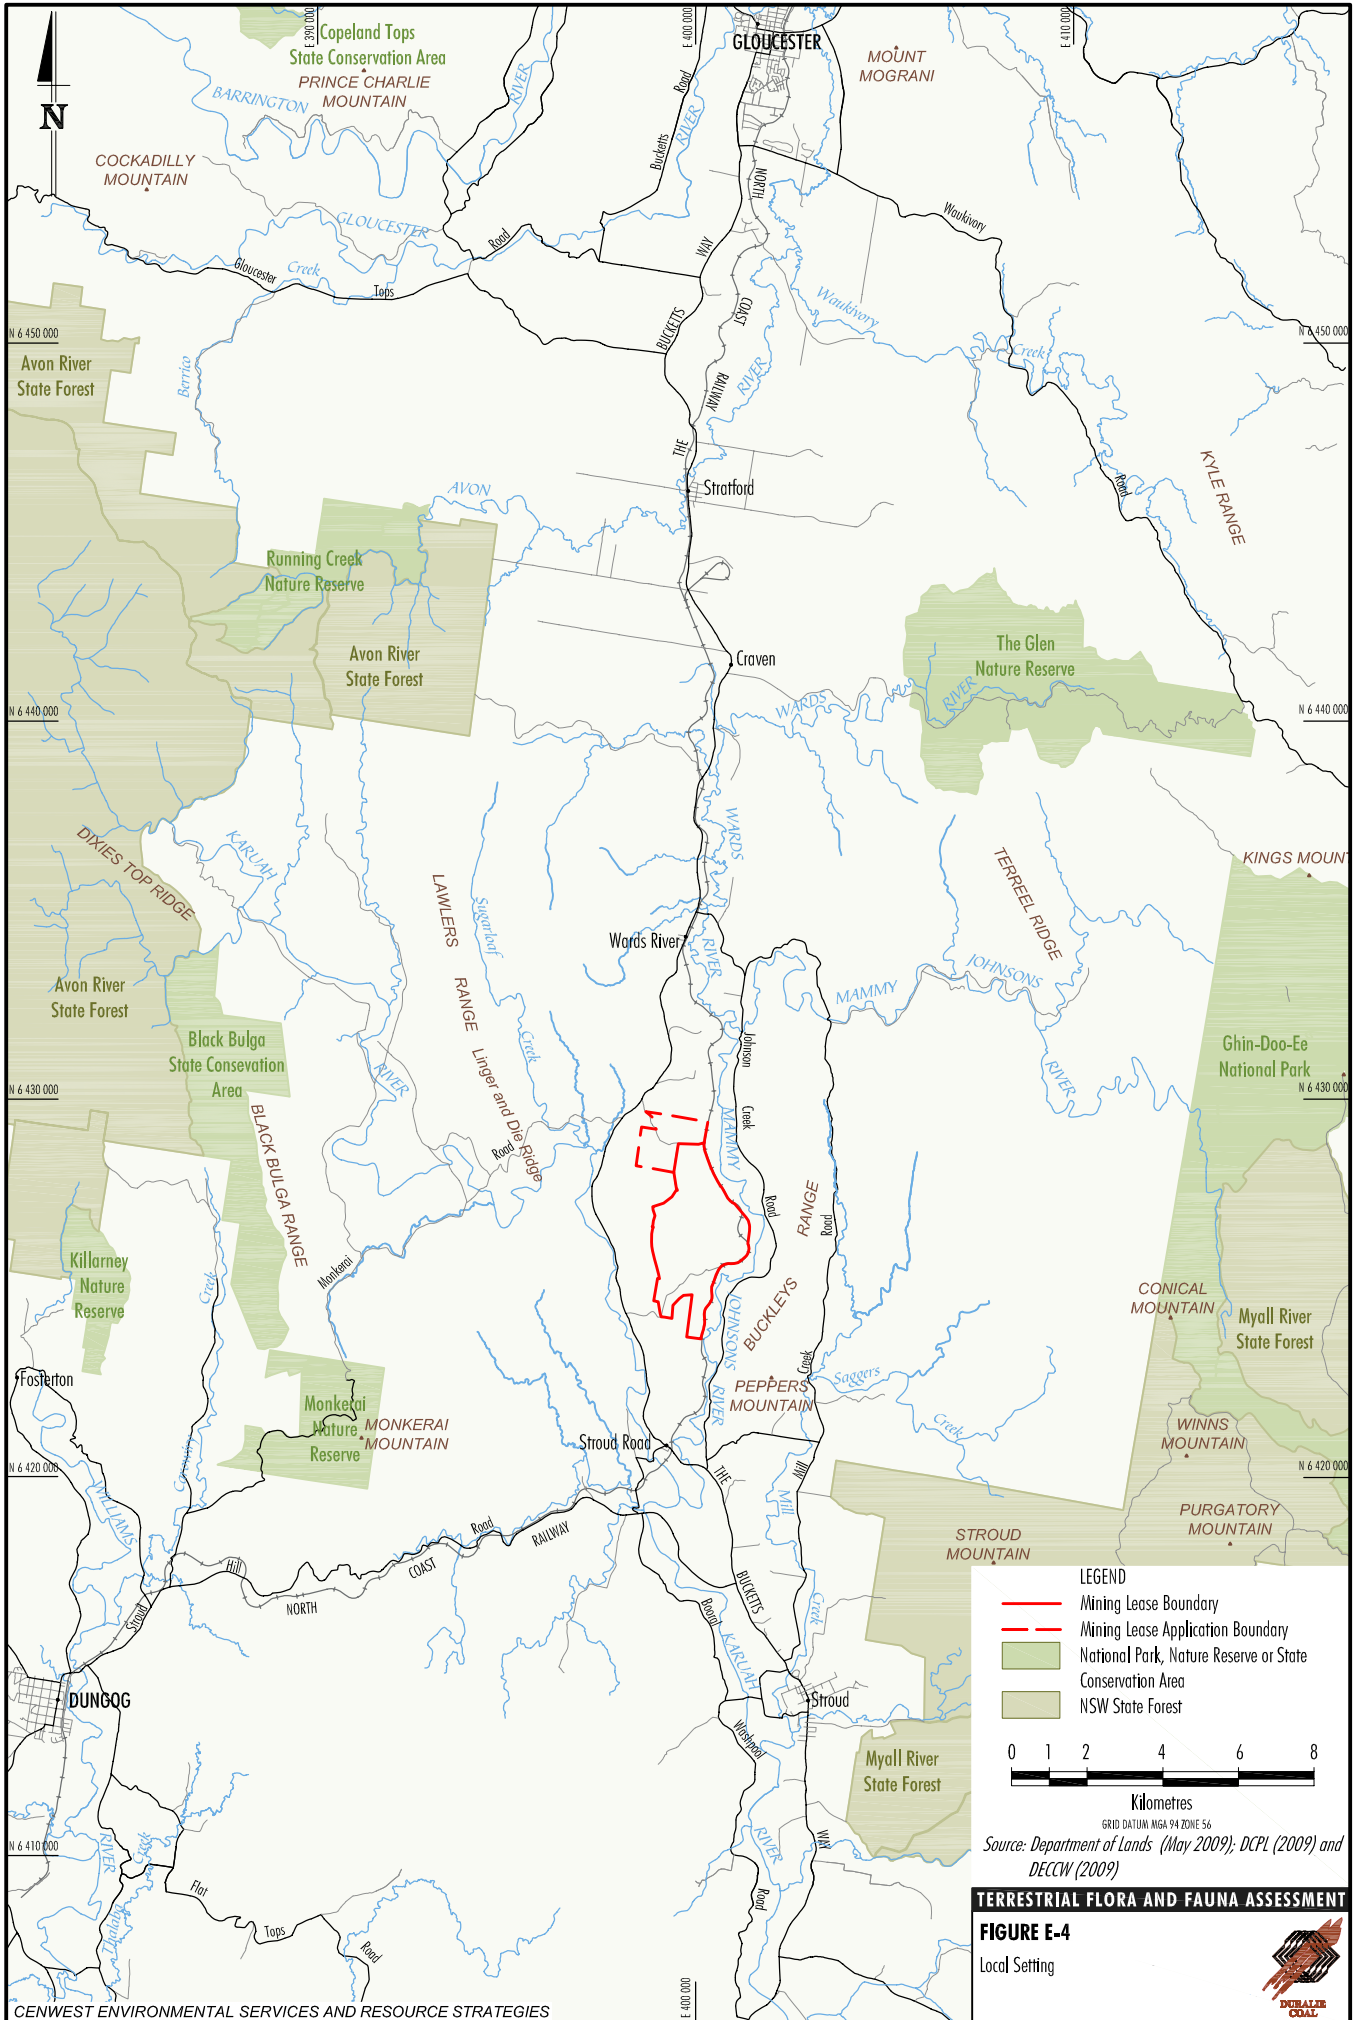 E 390 000
E 400 000
E 410 000
Copeland Tops
State Conservation Area
PRINCE CHARLIE
MOUNTAIN
GLOUCESTER
MOUNT
MOGRANI
N
BARRINGTON
RIVER
Road
Bucketts
RIVER
COCKADILLY
MOUNTAIN
NORTH
GLOUCESTER
Road
WAY
Waukivory
Gloucester
Creek
Tops
COAST
Waukivory
BUCKETTS
N 6 450 000
N 6 450 000
Creek
Avon River
State Forest
Berrico
RAILWAY
RIVER
THE
KYLE RANGE
AVON
Stratford
Road
Running Creek
Nature Reserve
The Glen
Nature Reserve
Avon River
State Forest
Craven
RIVER
WARDS
N 6 440 000
N 6 440 000
WARDS
DIXIES TOP RIDGE
KARUAH
TERREEL RIDGE
KINGS MOUNT
LAWLERS
RANGE
Sugarloaf
Creek
Wards River
RIVER
JOHNSONS
MAMMY
Avon River
State Forest
Black Bulga
State Consevation
Area
Johnson
Creek
Road
Ghin-Doo-Ee
National Park
RIVER
RIVER
Linger and Die Ridge
N 6 430 000
N 6 430 000
MAMMY
BLACK BULGA RANGE
Road
RANGE
BUCKLEYS
Road
Killarney
Nature
Reserve
Creek
Monkerai
JOHNSONS
RIVER
CONICAL
MOUNTAIN
Myall River
State Forest
Creek
Saggers
Creek
Fosterton
PEPPERS
MOUNTAIN
Monkerai
Nature
Reserve
MONKERAI
MOUNTAIN
WINNS
MOUNTAIN
Stroud Road
N 6 420 000
N 6 420 000
THE
Mill
Mill
WILLIAMS
PURGATORY
MOUNTAIN
Road
RAILWAY
STROUD
MOUNTAIN
Hill
COAST
NORTH
BUCKETTS
Creek
Stroud
Booral
KARUAH
DUNGOG
Stroud
Washpool
Myall River
State Forest
WAY
RIVER
N 6 410 000
RIVER
Creek
Flat
Tops
Road
Road
Thalaba
E 400 000
LEGEND
Mining Lease Boundary
Mining Lease Application Boundary
National Park, Nature Reserve or State
Conservation Area
NSW State Forest
0 1 2 4 6 8
Kilometres
GRID DATUM MGA 94 ZONE 56
Source: Department of Lands (May 2009); DCPL (2009) and
DECCW (2009)
TERRESTRIAL FLORA AND FAUNA ASSESSMENT
FIGURE E-4
Local Setting
DURALIE
COAL
CENWEST ENVIRONMENTAL SERVICES AND RESOURCE STRATEGIES